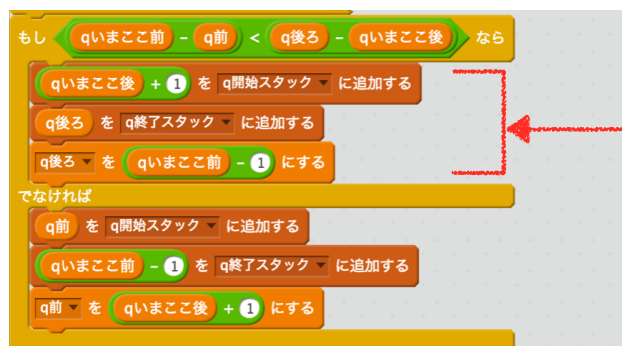 もし qいまここ前 - q前 < q後ろ - qいまここ後 なら
qいまここ後 + 1 を q開始スタック に追加する
q後ろ を q終了スタック に追加する
q後ろ を qいまここ前 - 1 にする
でなければ
q前 を q開始スタック に追加する
qいまここ前 - 1 を q終了スタック に追加する
q前 を qいまここ後 + 1 にする